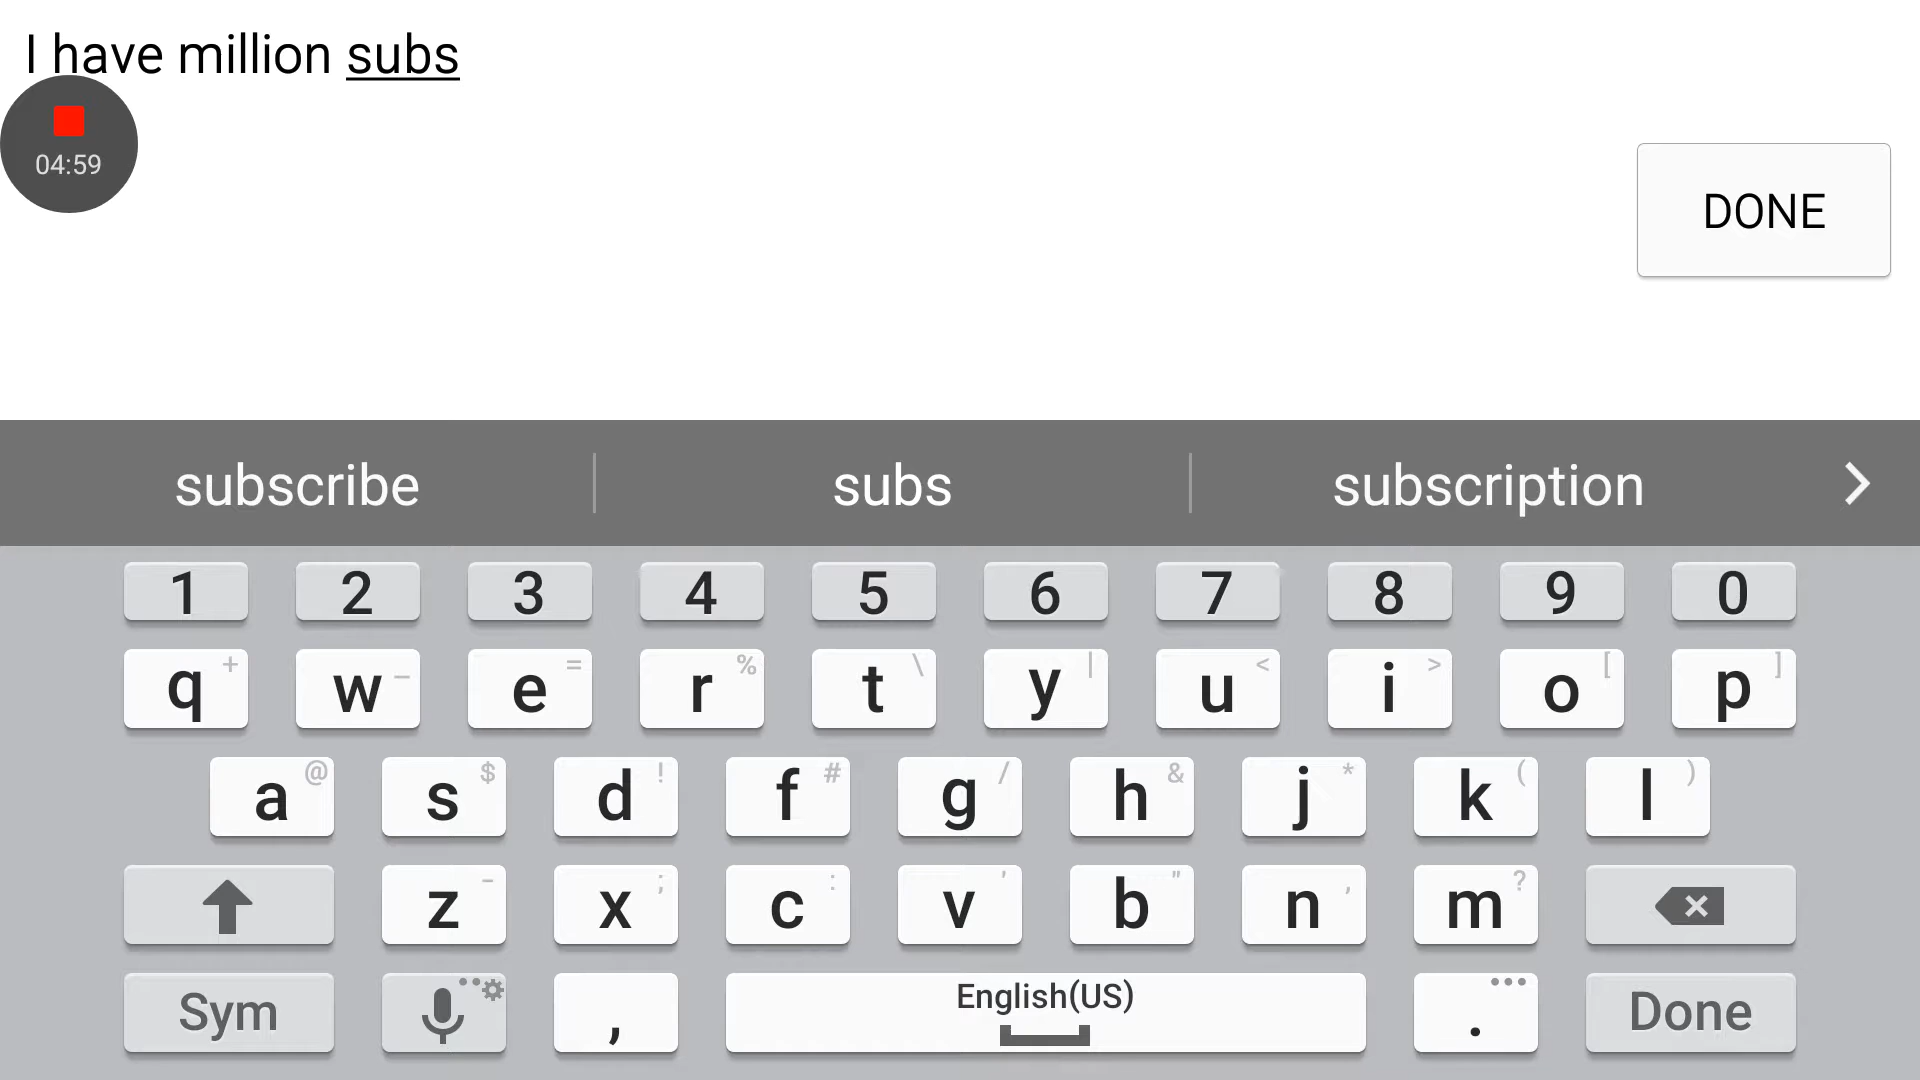 I have million subs
04:59
DONE
subscribe subs subscription
1 2 3 4 5 6 7 8 9 0
q + w – e = r % t \ y | u < i > o [ p ]
a @ s $ d ! f # g / h & j * k ( l )
z - x ; c : v ' b " n , m ?
Sym , English(US) . Done